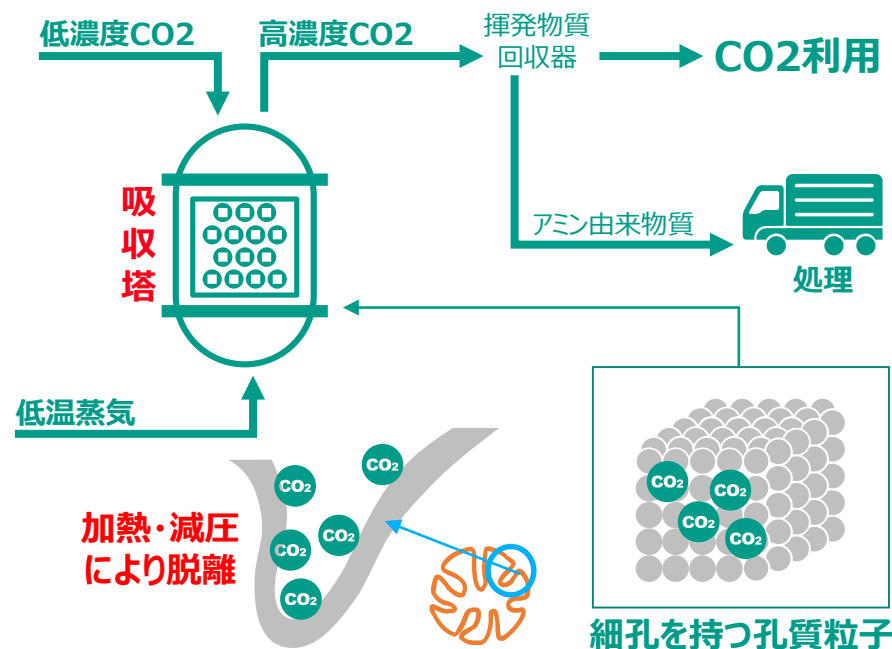 低濃度CO2
高濃度CO2
揮発物質
回収器
CO2利用
吸収塔
アミン由来物質
処理
低温蒸気
加熱・減圧
により脱離
CO₂
CO₂
CO₂
CO₂
CO₂
CO₂
CO₂
CO₂
CO₂
細孔を持つ孔質粒子